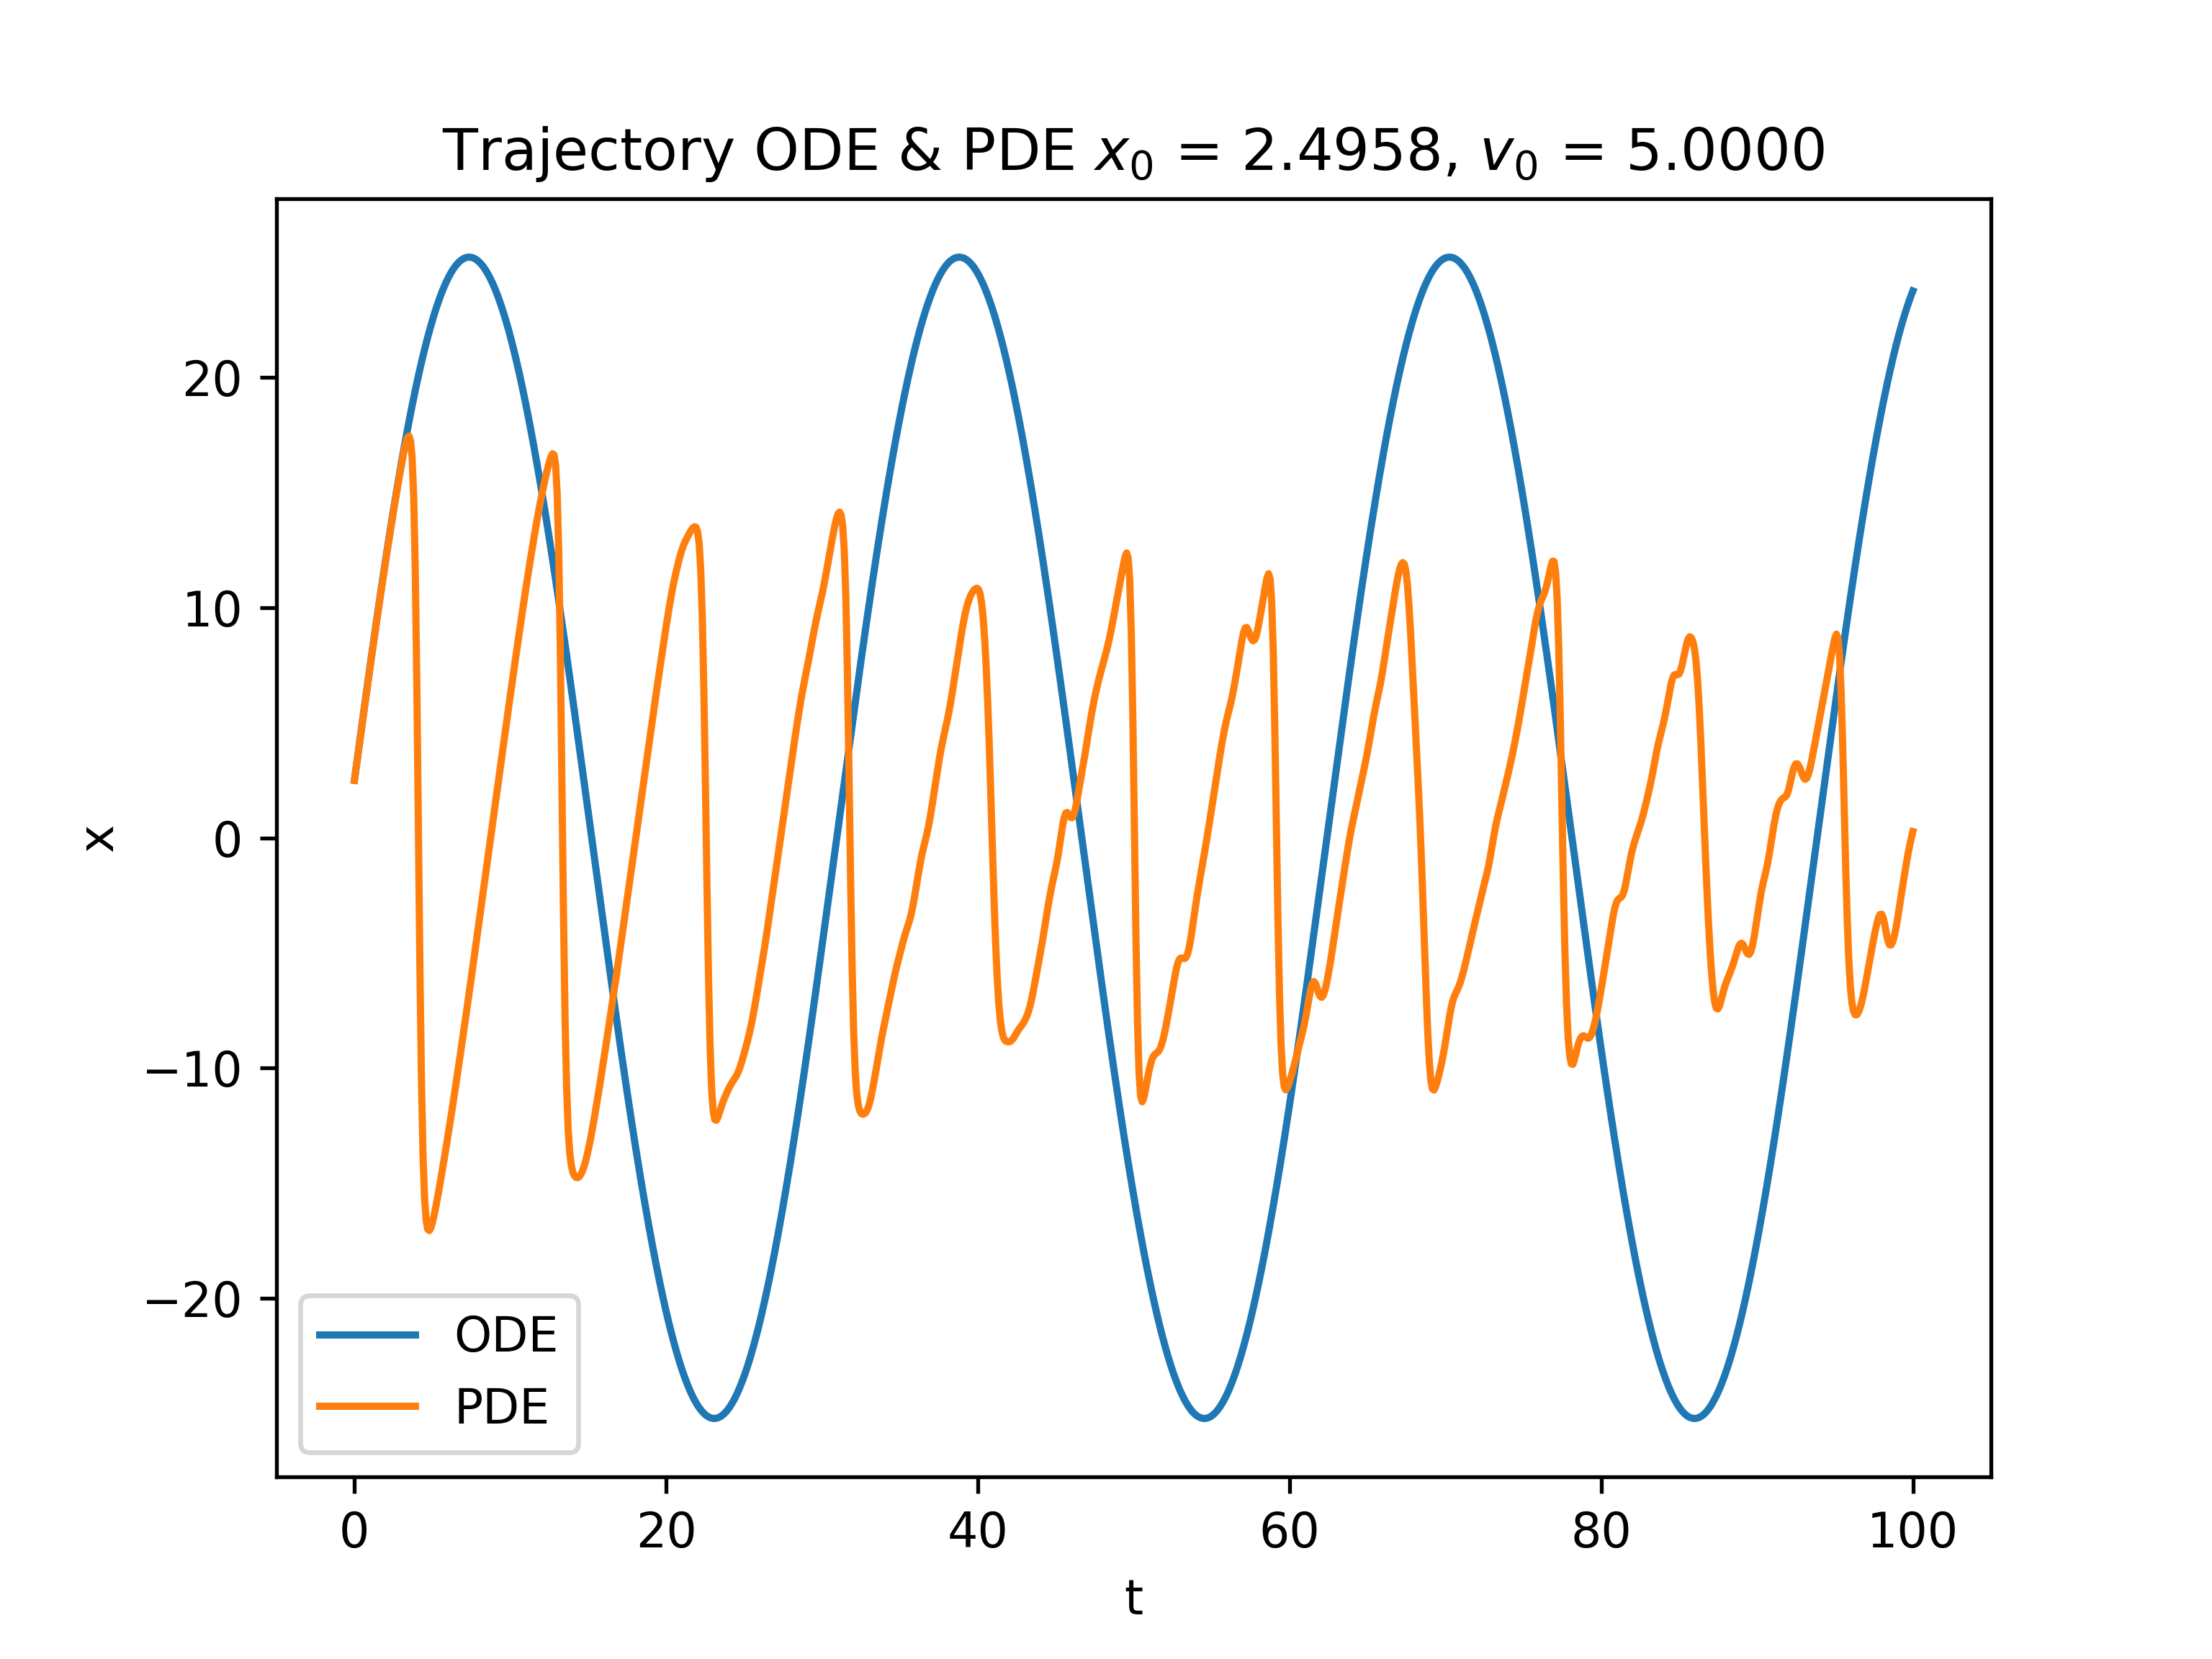 Trajectory ODE & PDE x₀ = 2.4958, v₀ = 5.0000
20
10
0
−10
−20
x
ODE
PDE
0 20 40 60 80 100
t